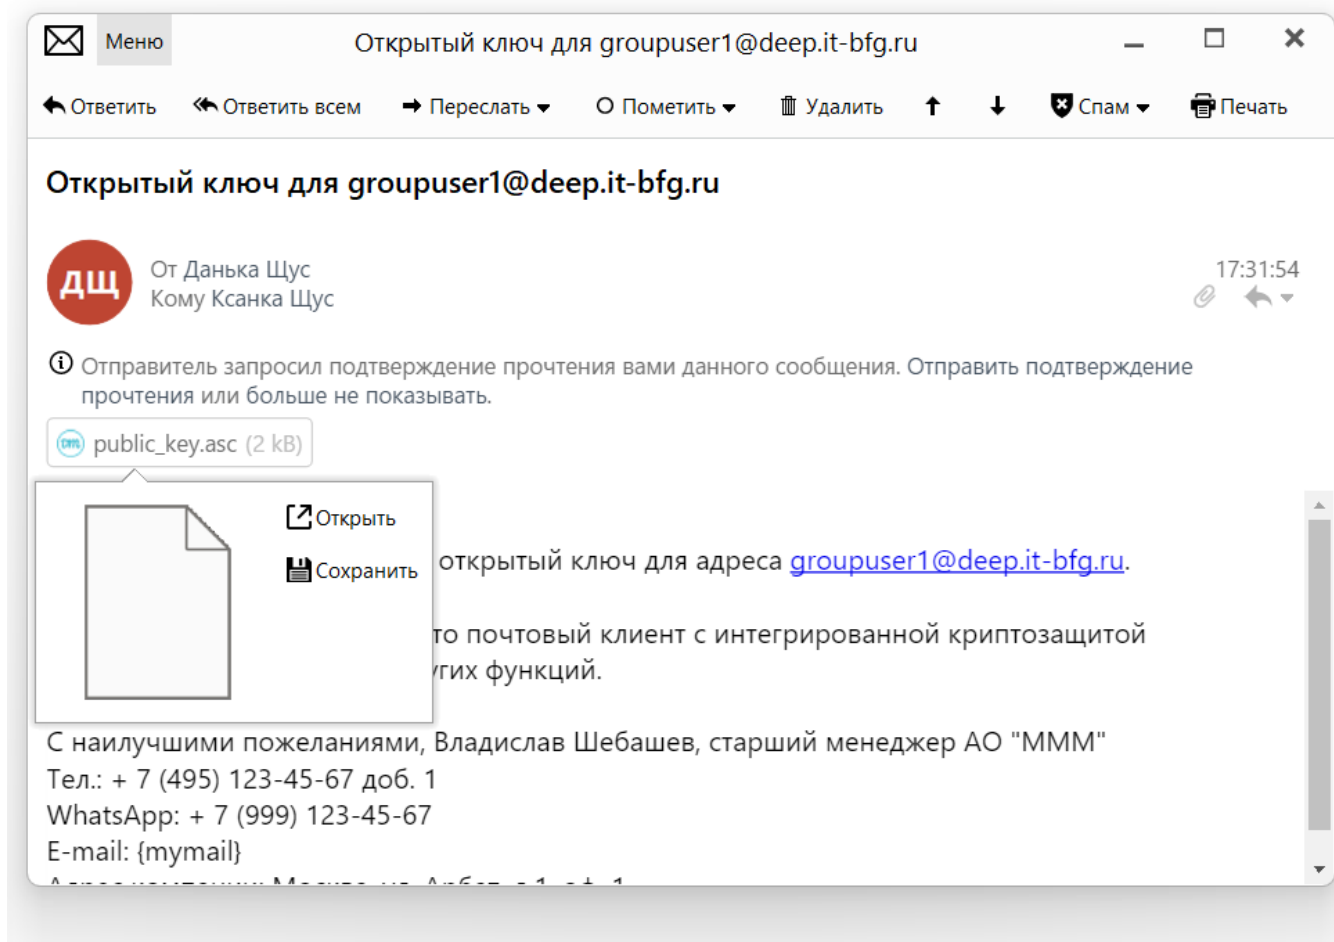 Меню
Открытый ключ для groupuser1@deep.it-bfg.ru
Ответить Ответить всем Переслать Пометить Удалить Спам Печать
Открытый ключ для groupuser1@deep.it-bfg.ru
ДЩ
От Данька Щус
17:31:54
Кому Ксанка Щус
Отправитель запросил подтверждение прочтения вами данного сообщения. Отправить подтверждение
прочтения или больше не показывать.
public_key.asc (2 kB)
Открыть
Сохранить
открытый ключ для адреса groupuser1@deep.it-bfg.ru.
то почтовый клиент с интегрированной криптозащитой
функций.
С наилучшими пожеланиями, Владислав Шебашев, старший менеджер АО "МММ"
Тел.: + 7 (495) 123-45-67 доб. 1
WhatsApp: + 7 (999) 123-45-67
E-mail: {mymail}